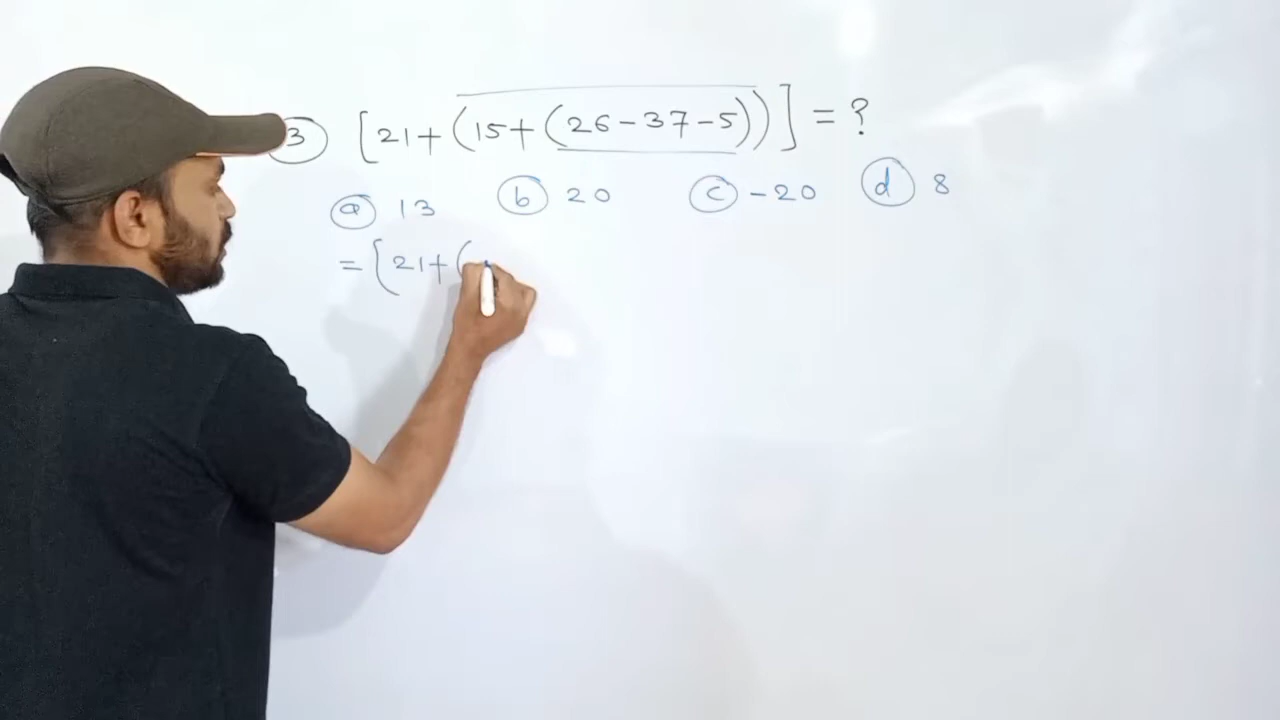 3 [21+(15+(26-37-5))] = ?
a 13 b 20 c -20 d 8
= [21+(